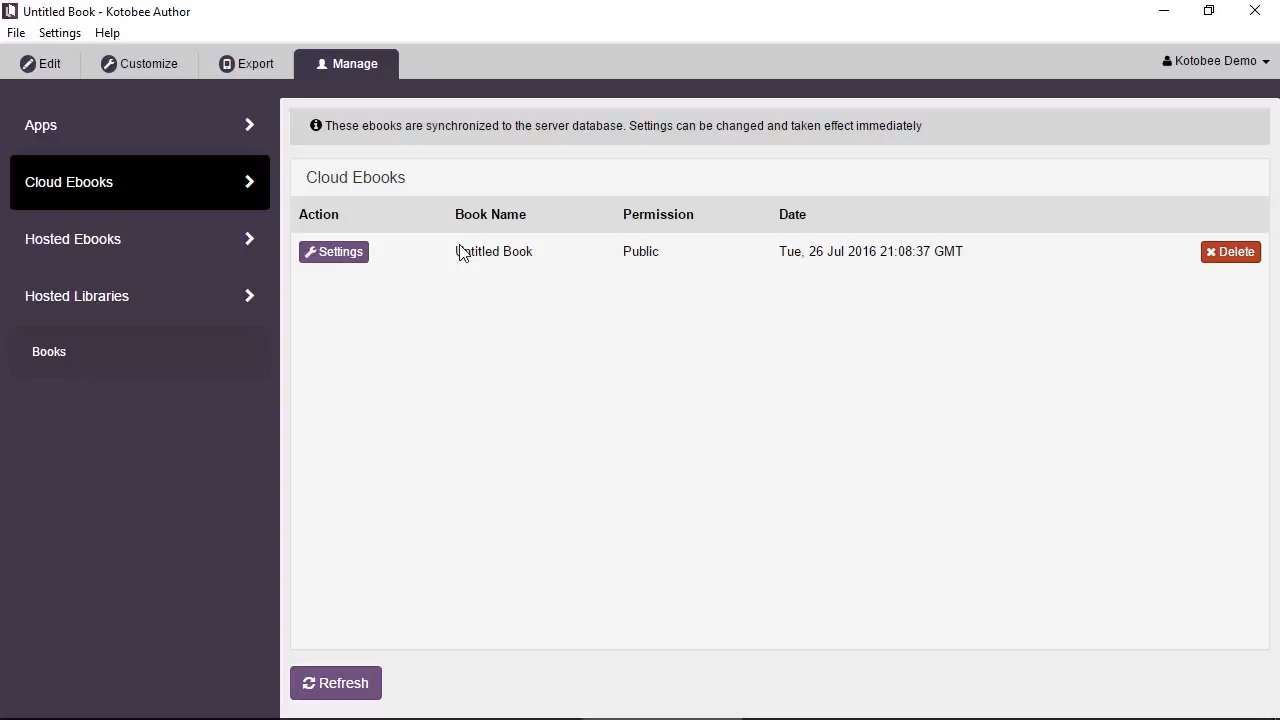 Untitled Book - Kotobee Author
File Settings Help
Edit Customize Export Manage Kotobee Demo
Apps
Cloud Ebooks
Hosted Ebooks
Hosted Libraries
Books
These ebooks are synchronized to the server database. Settings can be changed and taken effect immediately
Cloud Ebooks
Action Book Name Permission Date
Settings Untitled Book Public Tue, 26 Jul 2016 21:08:37 GMT Delete
Refresh